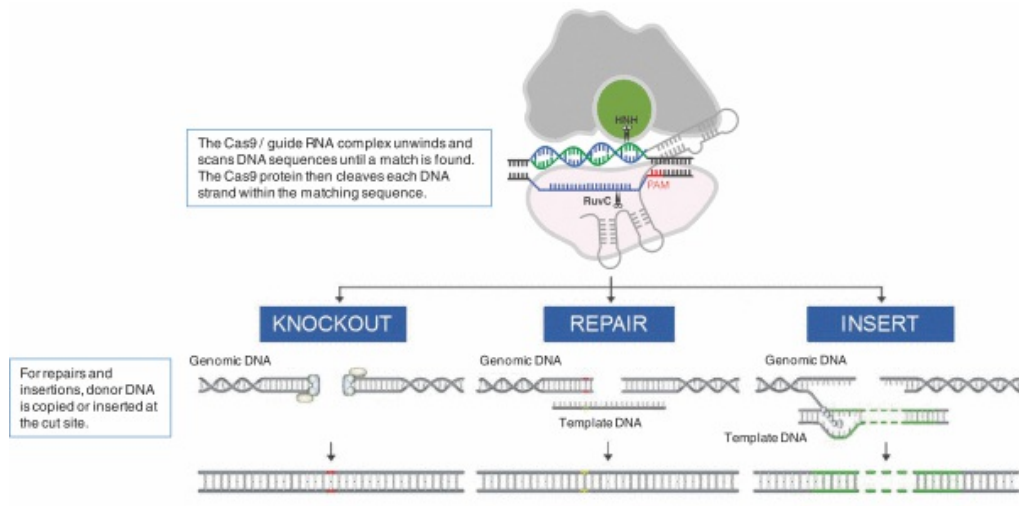 HNH
The Cas9 / guide RNA complex unwinds and
scans DNA sequences until a match is found.
The Cas9 protein then cleaves each DNA
strand within the matching sequence.
PAM
RuvC
KNOCKOUT
REPAIR
INSERT
Genomic DNA
Genomic DNA
Genomic DNA
For repairs and
insertions, donor DNA
is copied or inserted at
the cut site.
Template DNA
Template DNA